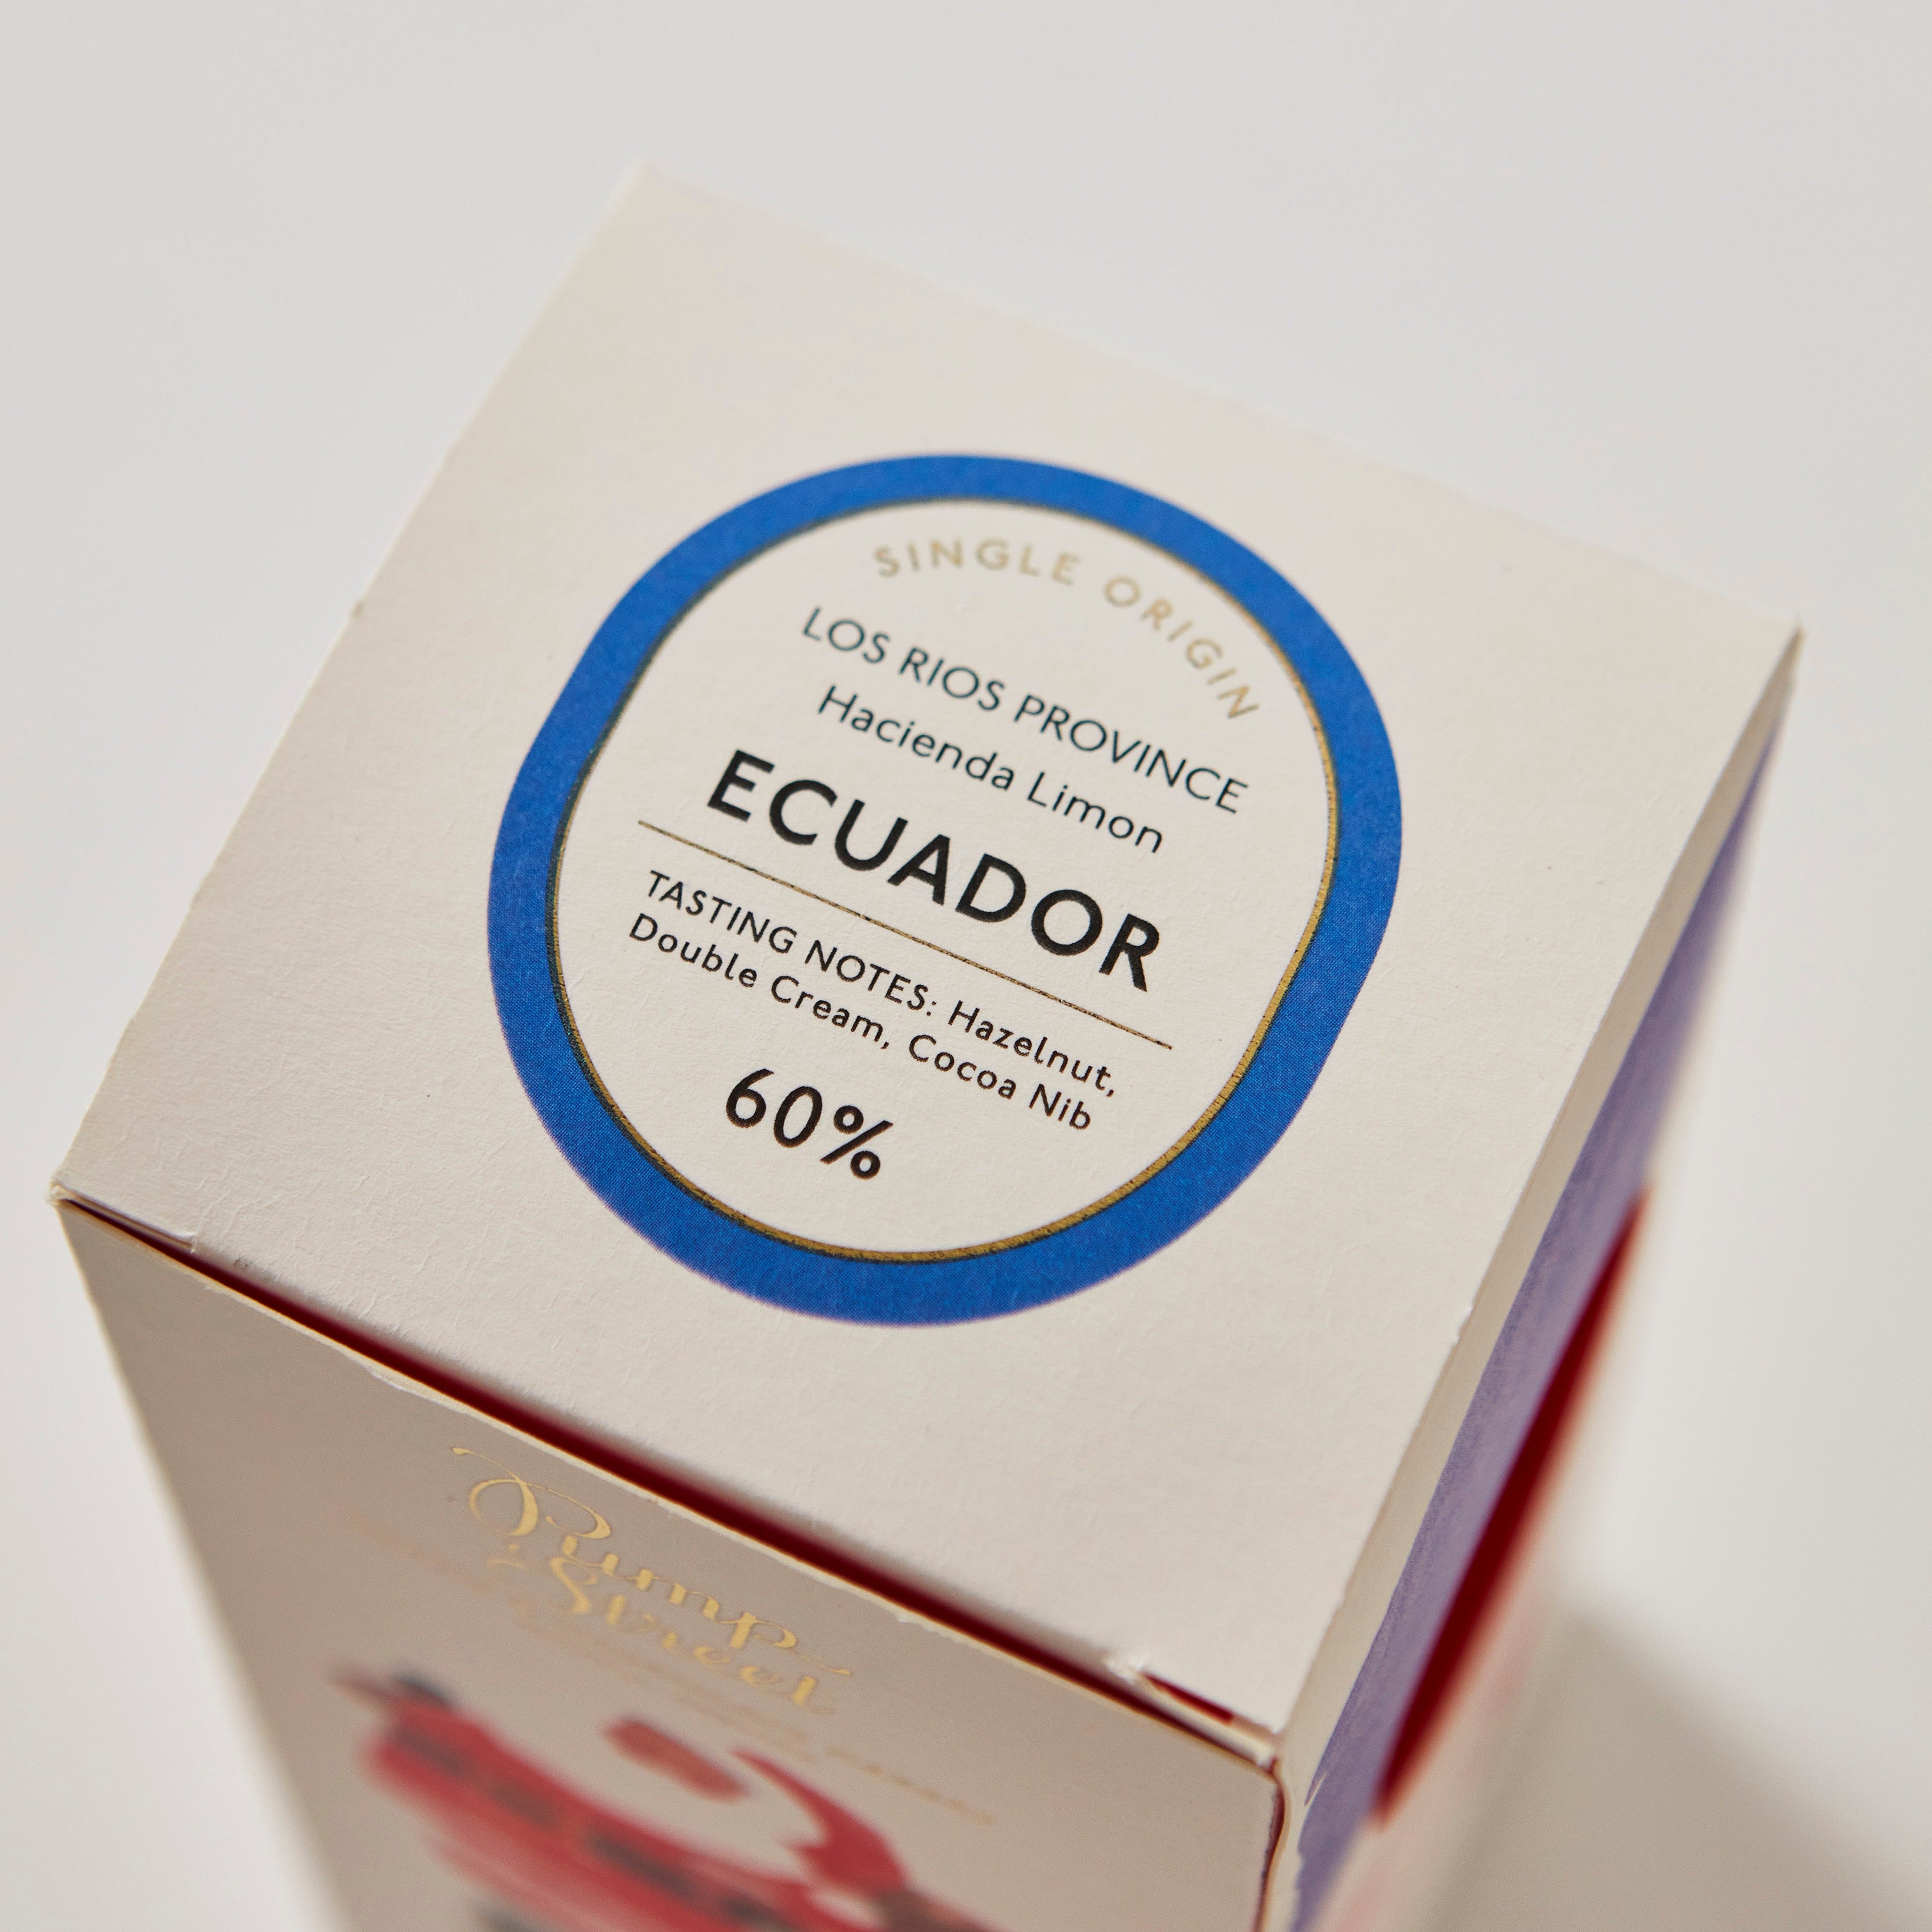 SINGLE ORIGIN
LOS RIOS PROVINCE
Hacienda Limon
ECUADOR
TASTING NOTES: Hazelnut,
Double Cream, Cocoa Nib
60%
Pump
Street